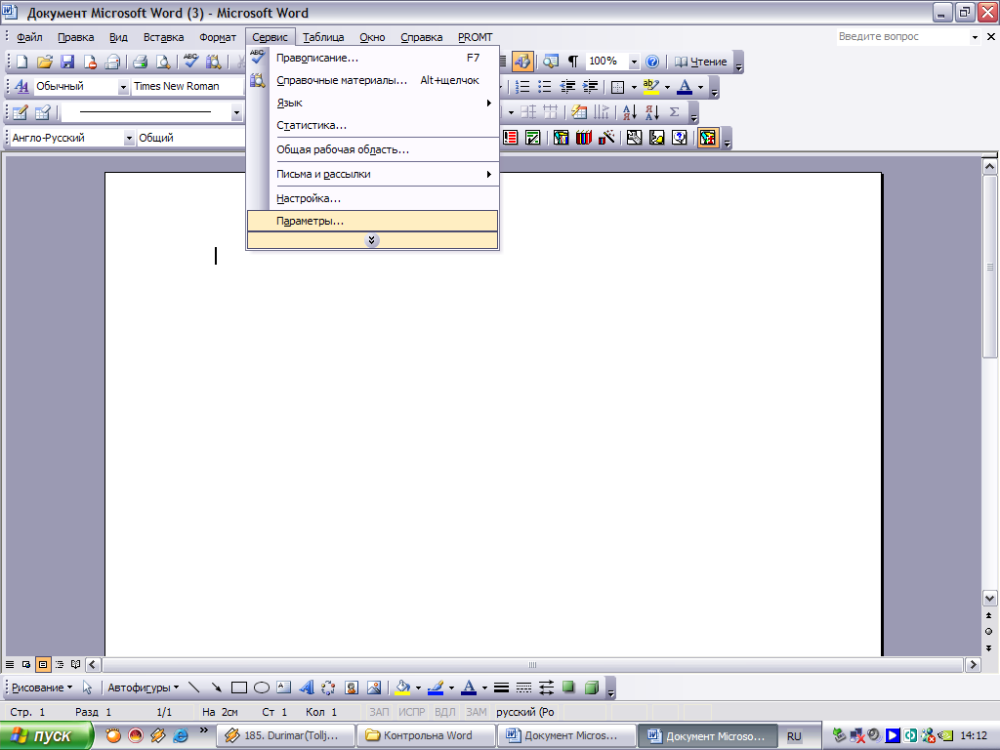 Документ Microsoft Word (3) - Microsoft Word
Файл Правка Вид Вставка Формат Сервис Таблица Окно Справка PROMT Введите вопрос
100% Чтение
Обычный Times New Roman
Англо-Русский Общий
Правописание... F7
Справочные материалы... Alt+щелчок
Язык
Статистика...
Общая рабочая область...
Письма и рассылки
Настройка...
Параметры...
Рисование Автофигуры
Стр. 1 Разд 1 1/1 На 2см Ст 1 Кол 1 ЗАП ИСПР ВДЛ ЗАМ русский (Ро
пуск 185. Durimar(Tolj... Контрольна Word Документ Micros... Документ Microso... RU 14:12